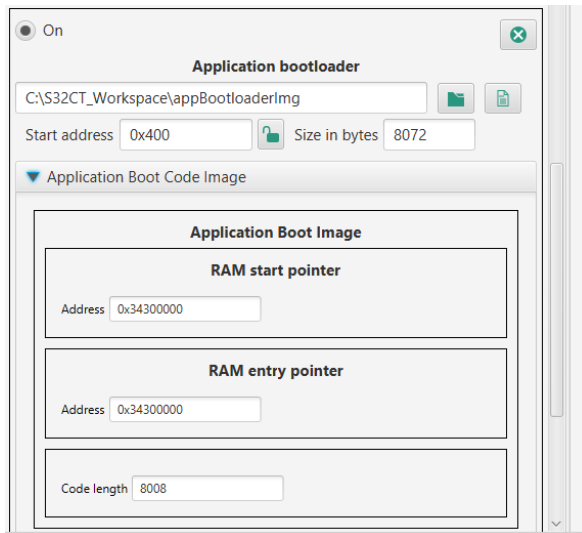 On
Application bootloader
C:\S32CT_Workspace\appBootloaderImg
Start address 0x400 Size in bytes 8072
Application Boot Code Image
Application Boot Image
RAM start pointer
Address 0x34300000
RAM entry pointer
Address 0x34300000
Code length 8008